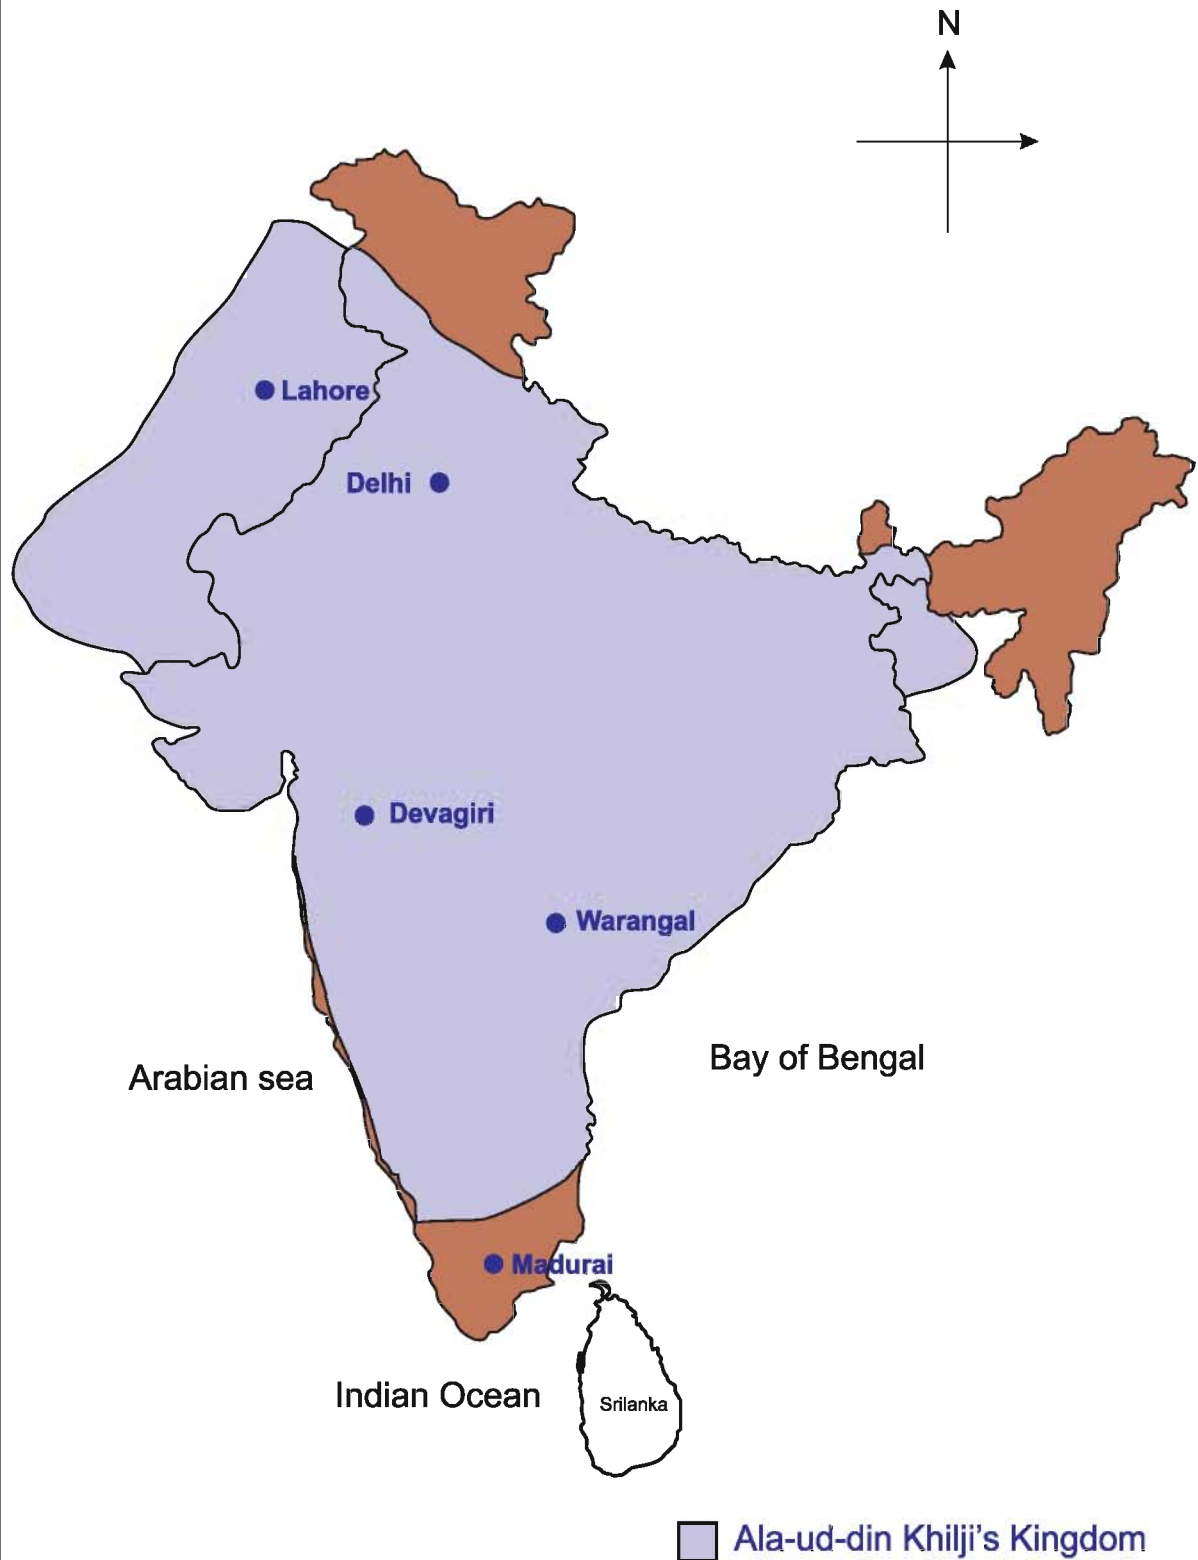 N
Lahore
Delhi
Devagiri
Warangal
Bay of Bengal
Arabian sea
Madurai
Indian Ocean
Srilanka
Ala-ud-din Khilji's Kingdom